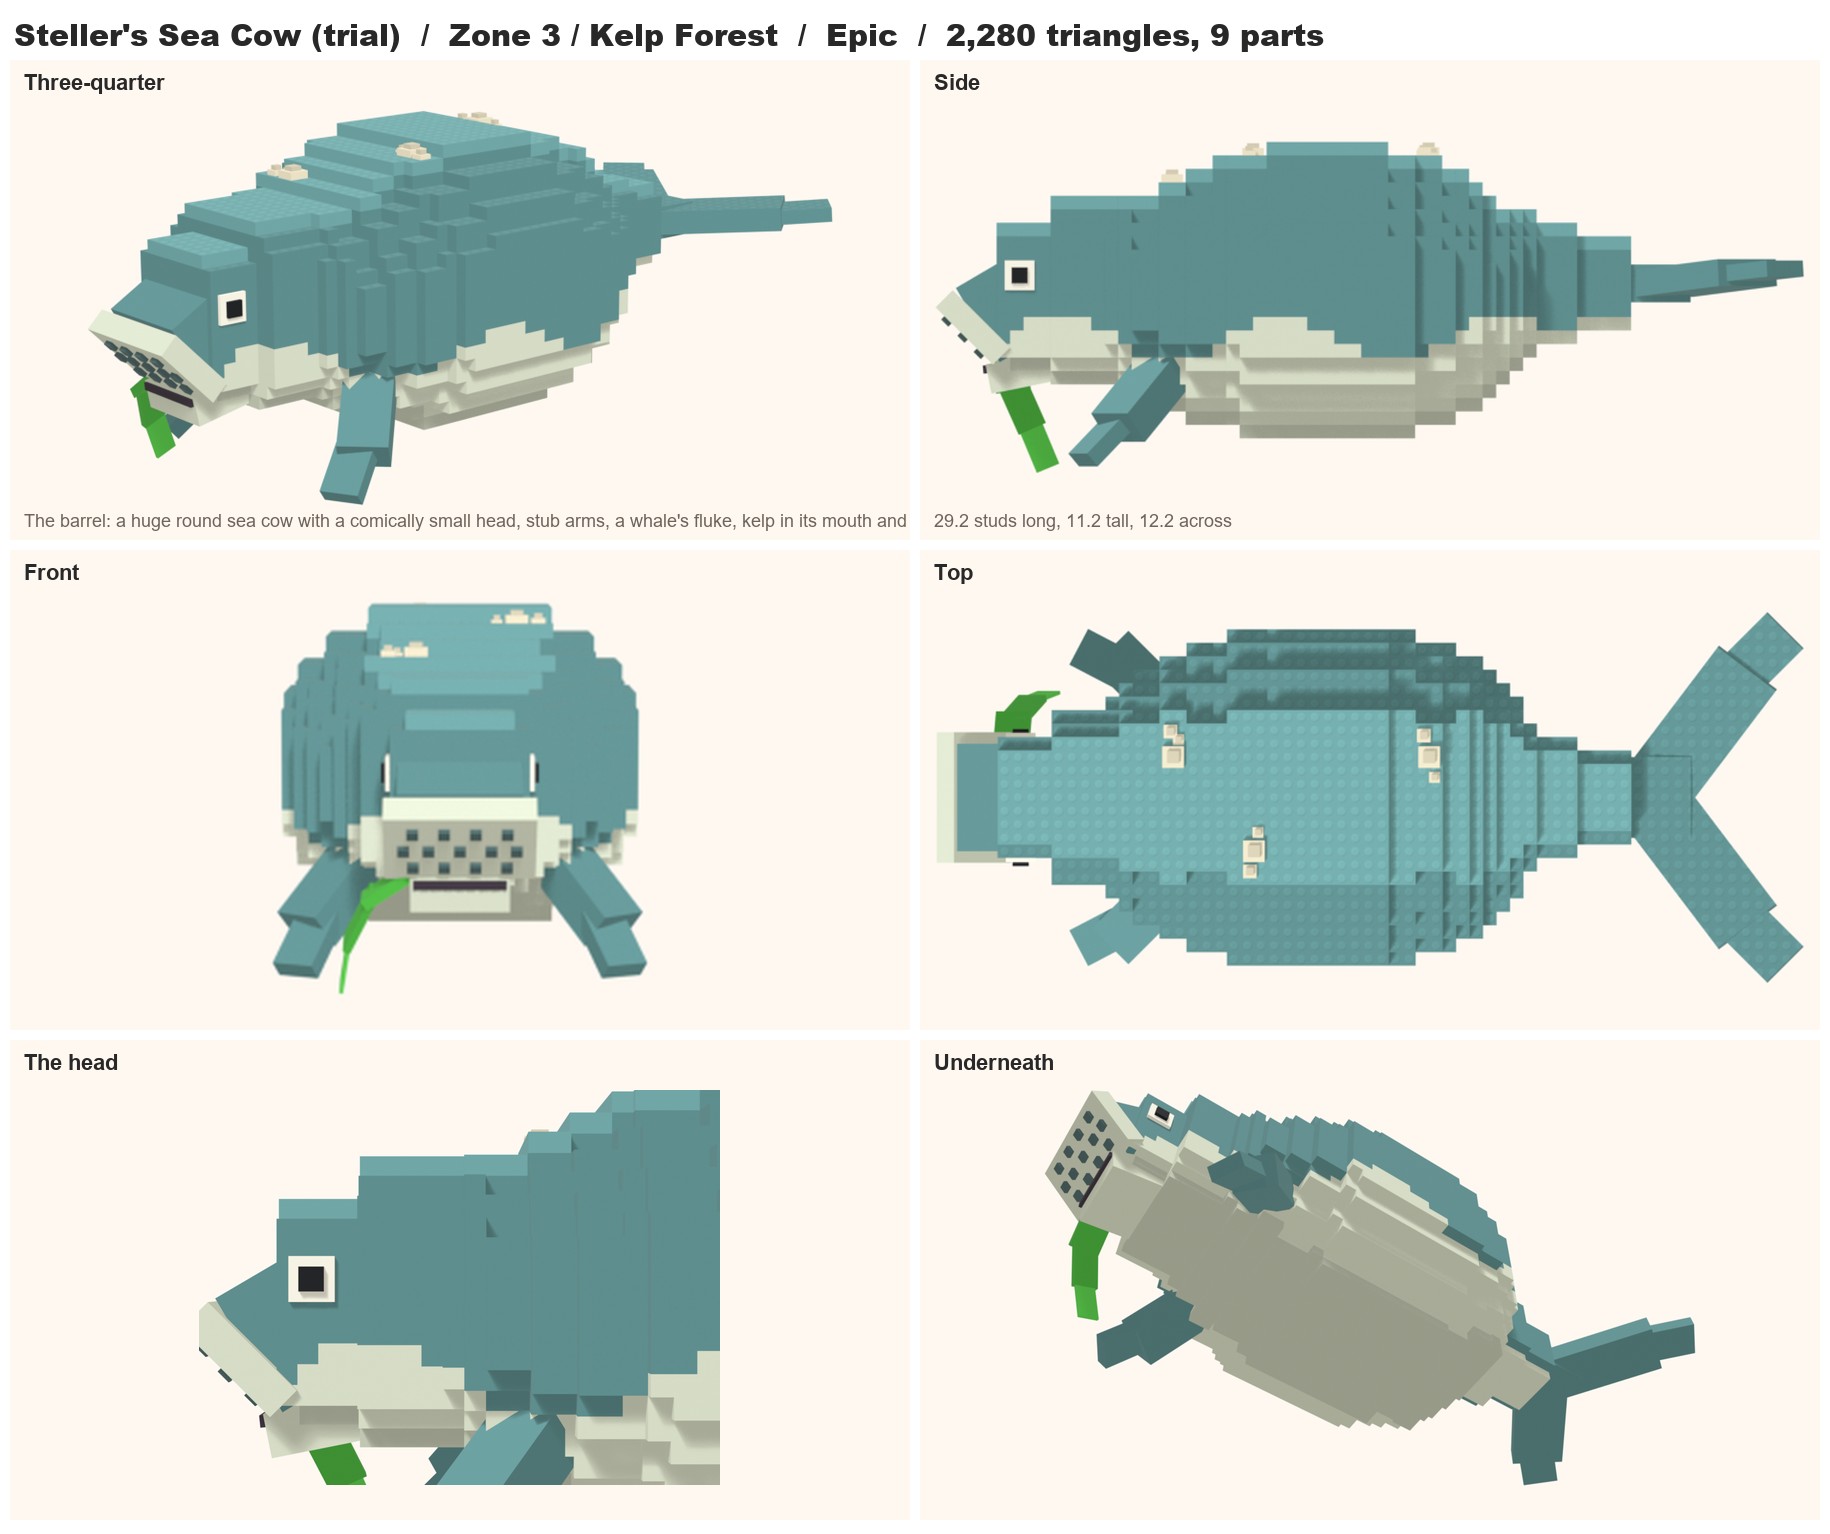 Steller's Sea Cow (trial) / Zone 3 / Kelp Forest / Epic / 2,280 triangles, 9 parts
Three-quarter
Side
The barrel: a huge round sea cow with a comically small head, stub arms, a whale's fluke, kelp in its mouth and
29.2 studs long, 11.2 tall, 12.2 across
Front
Top
The head
Underneath